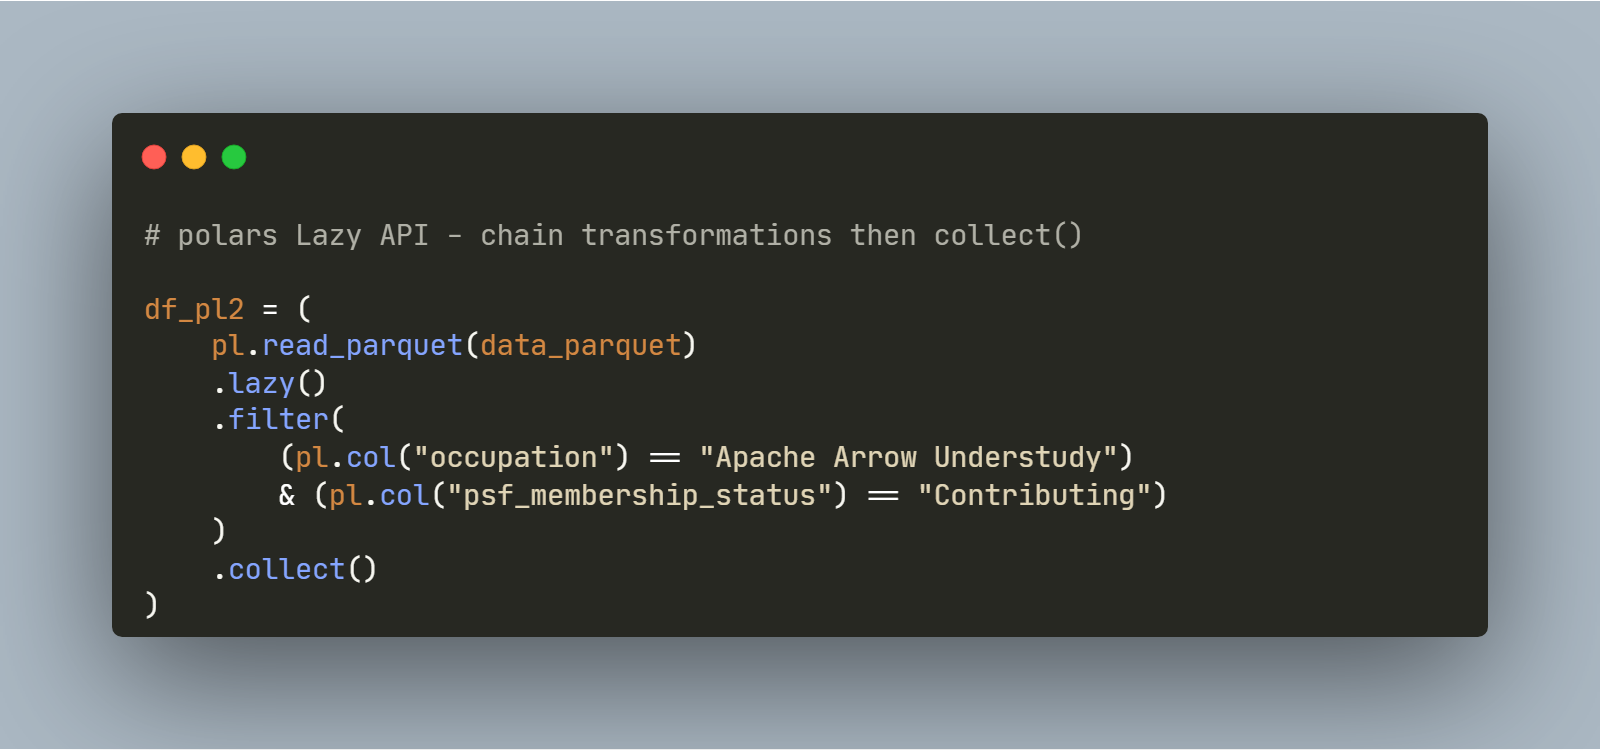 # polars Lazy API - chain transformations then collect()
df_pl2 = (
    pl.read_parquet(data_parquet)
    .lazy()
    .filter(
        (pl.col("occupation") == "Apache Arrow Understudy")
        & (pl.col("psf_membership_status") == "Contributing")
    )
    .collect()
)